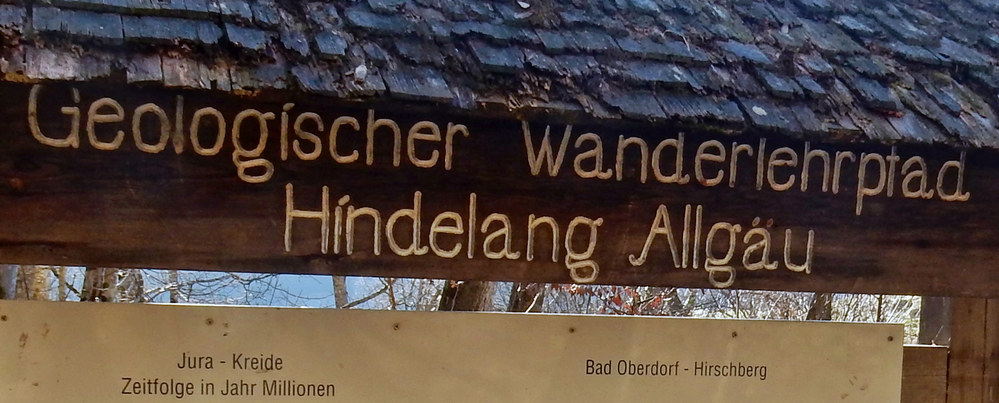 Geologischer Wanderlehrpfad
Hindelang Allgäu
Jura - Kreide
Zeitfolge in Jahr Millionen
Bad Oberdorf - Hirschberg